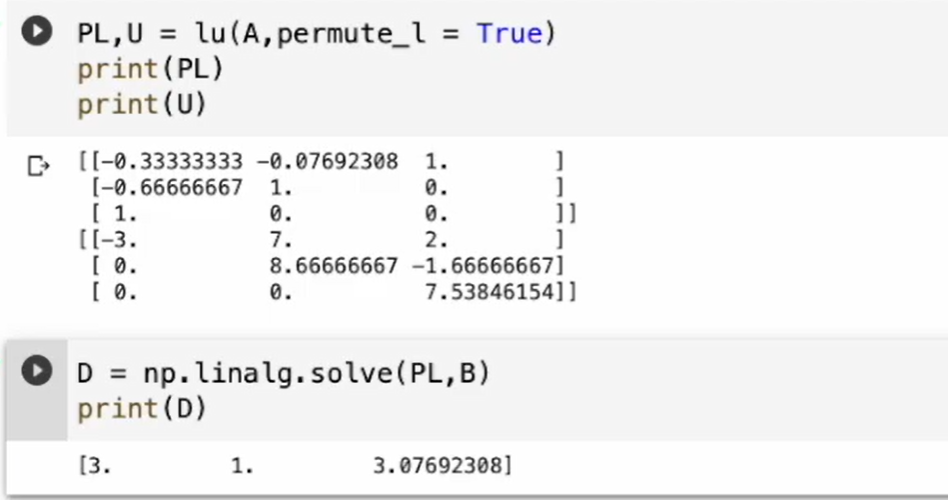 PL,U = lu(A,permute_l = True)
print(PL)
print(U)
[[-0.33333333 -0.07692308  1.        ]
 [-0.66666667  1.          0.        ]
 [ 1.          0.          0.        ]]
[[-3.          7.          2.        ]
 [ 0.          8.66666667 -1.66666667]
 [ 0.          0.          7.53846154]]
D = np.linalg.solve(PL,B)
print(D)
[3.         1.         3.07692308]